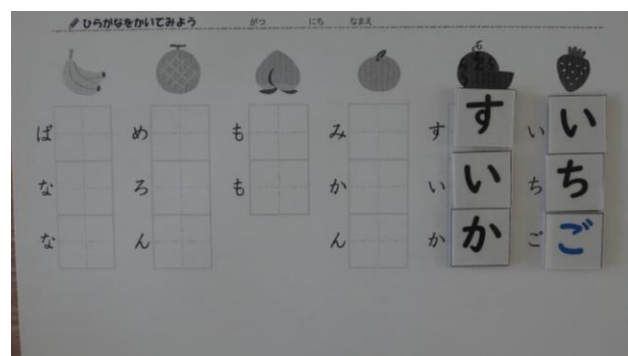 ひらがなをかいてみよう がつ にち なまえ
いちご
いちご
すいか
すいか
みかん
もも
めろん
ばなな